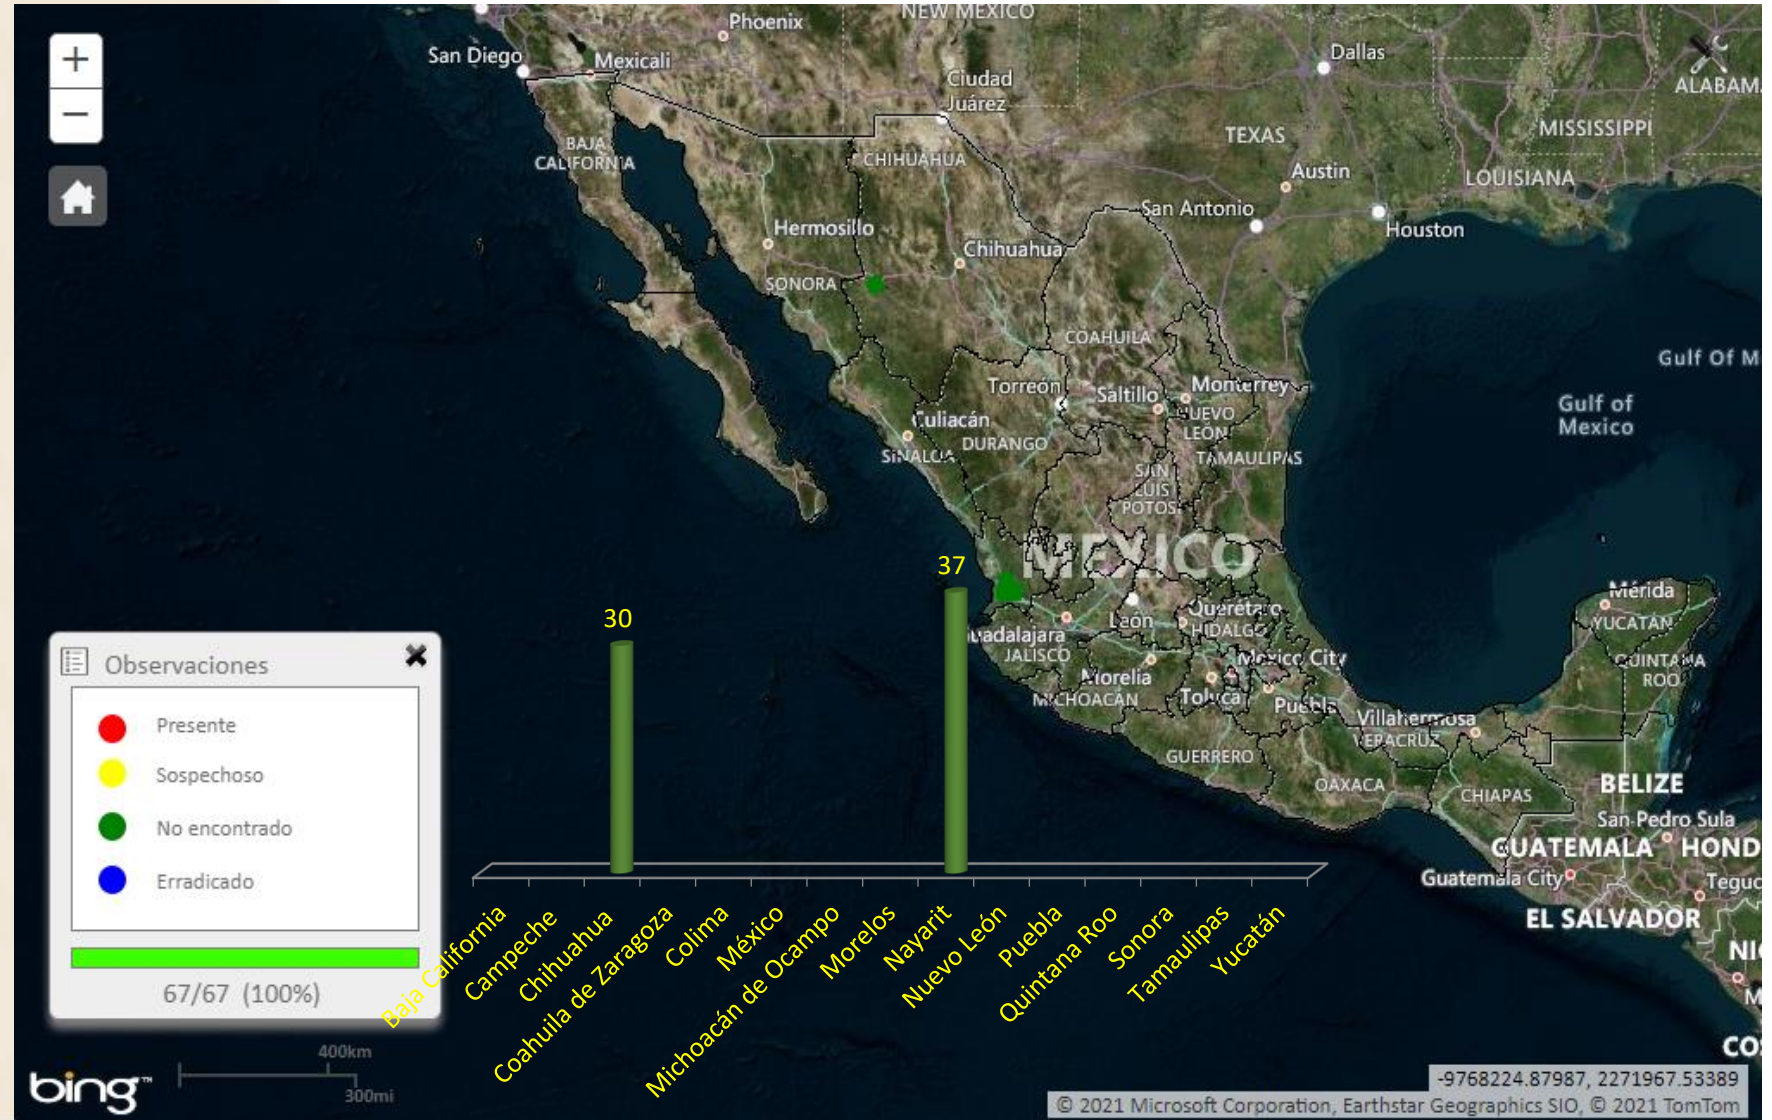 NEW MEXICO
Phoenix
San Diego
Mexicali
Dallas
Ciudad
Juárez
ALABAM
BAJA
CALIFORNIA
CHIHUAHUA
TEXAS
MISSISSIPPI
Austin
LOUISIANA
San Antonio
Houston
Hermosillo
Chihuahua
SONORA
COAHUILA
Gulf Of M
Torreón
Saltillo
Monterrey
Gulf of
Mexico
NUEVO
LEÓN
Culiacán
DURANGO
SINALOA
TAMAULIPAS
SAN
LUIS
POTOSÍ
MEXICO
37
30
Mérida
YUCATÁN
QUINTANA
ROO
León
Querétaro
HIDALGO
uadalajara
JALISCO
Mexico City
Morelia
MICHOACÁN
Toluca
Puebla
Villahermosa
VERACRUZ
GUERRERO
OAXACA
CHIAPAS
BELIZE
San Pedro Sula
GUATEMALA
HOND
Guatemala City
Teguc
EL SALVADOR
NI
M
CO
+
−
Observaciones
Presente
Sospechoso
No encontrado
Erradicado
67/67 (100%)
Baja California
Campeche
Chihuahua
Coahuila de Zaragoza
Colima
México
Michoacán de Ocampo
Morelos
Nayarit
Nuevo León
Puebla
Quintana Roo
Sonora
Tamaulipas
Yucatán
400km
300mi
bing™
-9768224.87987, 2271967.53389
© 2021 Microsoft Corporation, Earthstar Geographics SIO, © 2021 TomTom